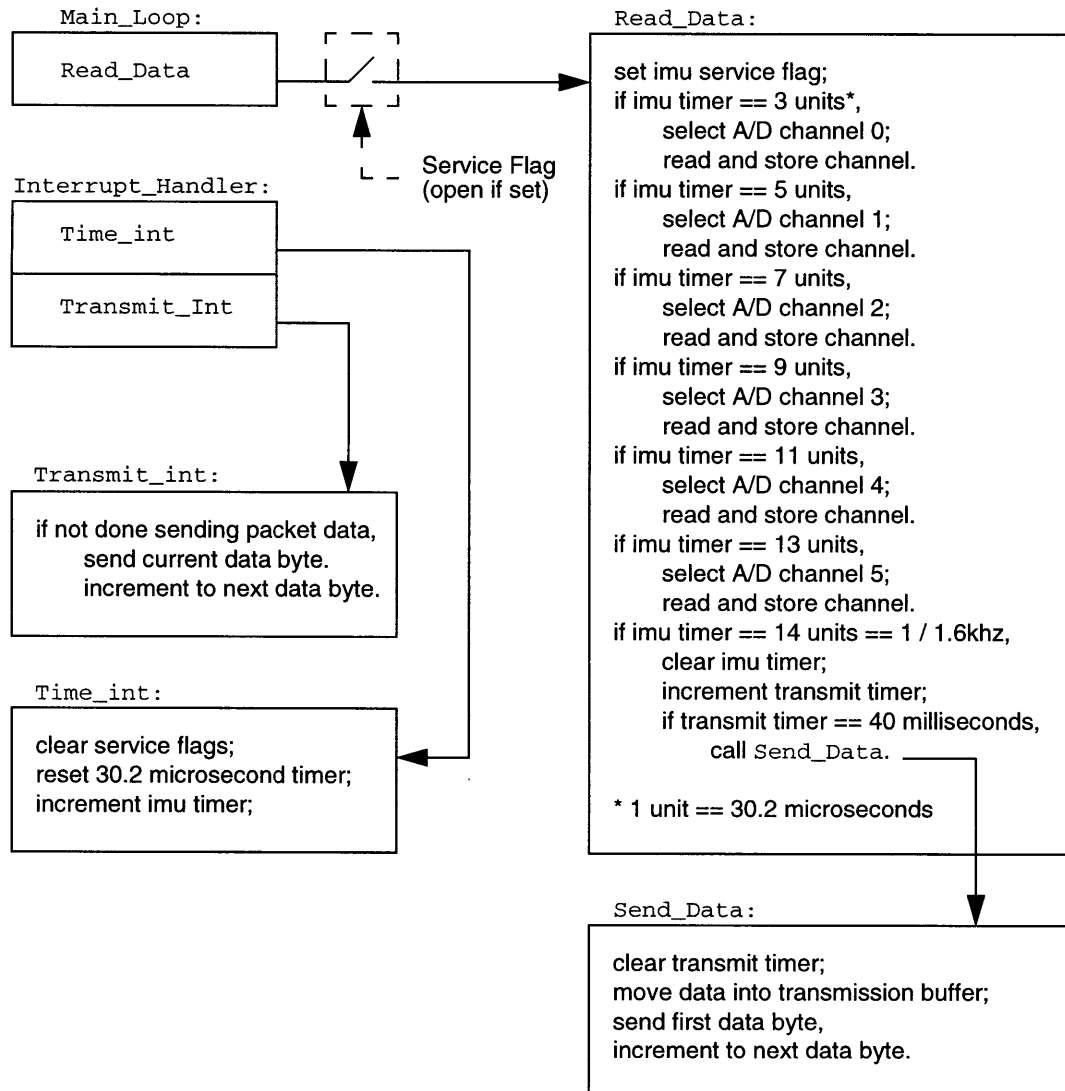 Main_Loop:
Read_Data
Service Flag
(open if set)
Interrupt_Handler:
Time_int
Transmit_Int
Transmit_int:
if not done sending packet data,
send current data byte.
increment to next data byte.
Time_int:
clear service flags;
reset 30.2 microsecond timer;
increment imu timer;
Read_Data:
set imu service flag;
if imu timer == 3 units*,
select A/D channel 0;
read and store channel.
if imu timer == 5 units,
select A/D channel 1;
read and store channel.
if imu timer == 7 units,
select A/D channel 2;
read and store channel.
if imu timer == 9 units,
select A/D channel 3;
read and store channel.
if imu timer == 11 units,
select A/D channel 4;
read and store channel.
if imu timer == 13 units,
select A/D channel 5;
read and store channel.
if imu timer == 14 units == 1 / 1.6khz,
clear imu timer;
increment transmit timer;
if transmit timer == 40 milliseconds,
call Send_Data.
* 1 unit == 30.2 microseconds
Send_Data:
clear transmit timer;
move data into transmission buffer;
send first data byte,
increment to next data byte.